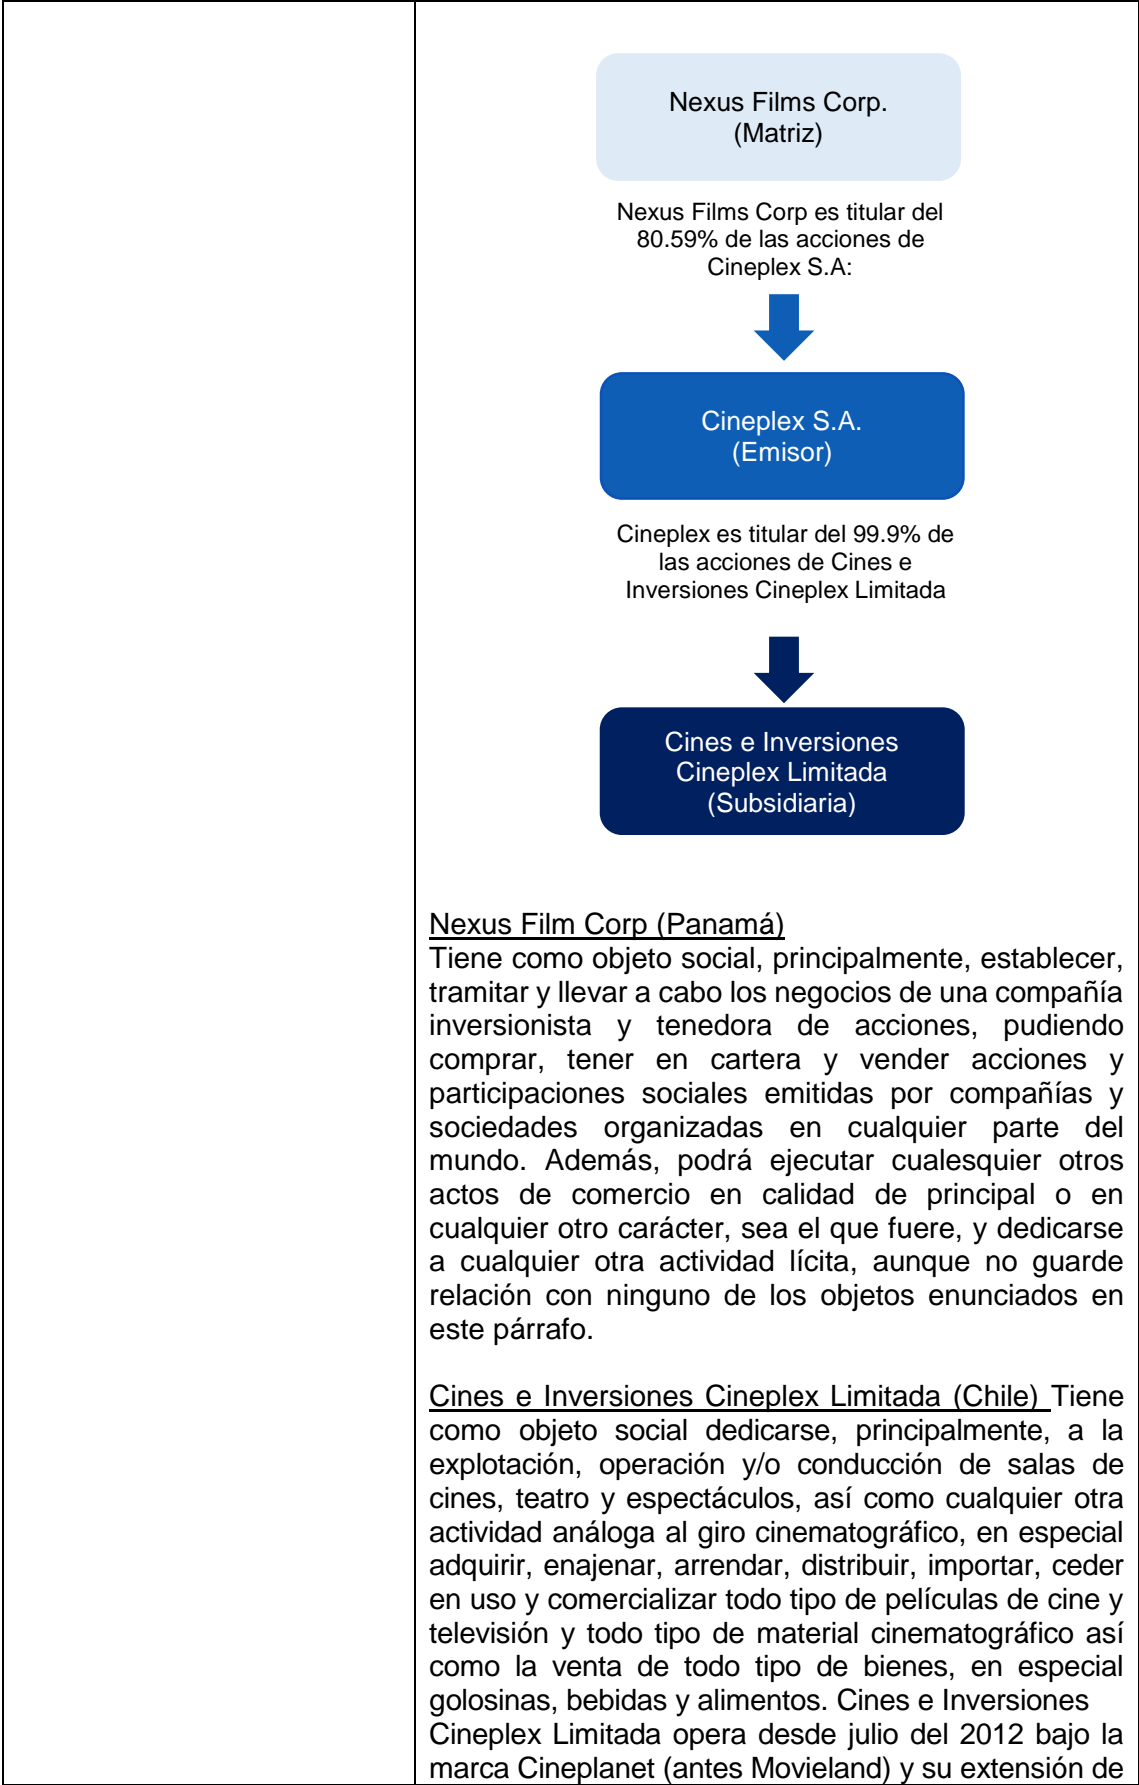 Nexus Films Corp.
(Matriz)
Nexus Films Corp es titular del
80.59% de las acciones de
Cineplex S.A:
Cineplex S.A.
(Emisor)
Cineplex es titular del 99.9% de
las acciones de Cines e
Inversiones Cineplex Limitada
Cines e Inversiones
Cineplex Limitada
(Subsidiaria)
Nexus Film Corp (Panamá)
Tiene como objeto social, principalmente, establecer,
tramitar y llevar a cabo los negocios de una compañía
inversionista y tenedora de acciones, pudiendo
comprar, tener en cartera y vender acciones y
participaciones sociales emitidas por compañías y
sociedades organizadas en cualquier parte del
mundo. Además, podrá ejecutar cualesquier otros
actos de comercio en calidad de principal o en
cualquier otro carácter, sea el que fuere, y dedicarse
a cualquier otra actividad lícita, aunque no guarde
relación con ninguno de los objetos enunciados en
este párrafo.
Cines e Inversiones Cineplex Limitada (Chile) Tiene
como objeto social dedicarse, principalmente, a la
explotación, operación y/o conducción de salas de
cines, teatro y espectáculos, así como cualquier otra
actividad análoga al giro cinematográfico, en especial
adquirir, enajenar, arrendar, distribuir, importar, ceder
en uso y comercializar todo tipo de películas de cine y
televisión y todo tipo de material cinematográfico así
como la venta de todo tipo de bienes, en especial
golosinas, bebidas y alimentos. Cines e Inversiones
Cineplex Limitada opera desde julio del 2012 bajo la
marca Cineplanet (antes Movieland) y su extensión de